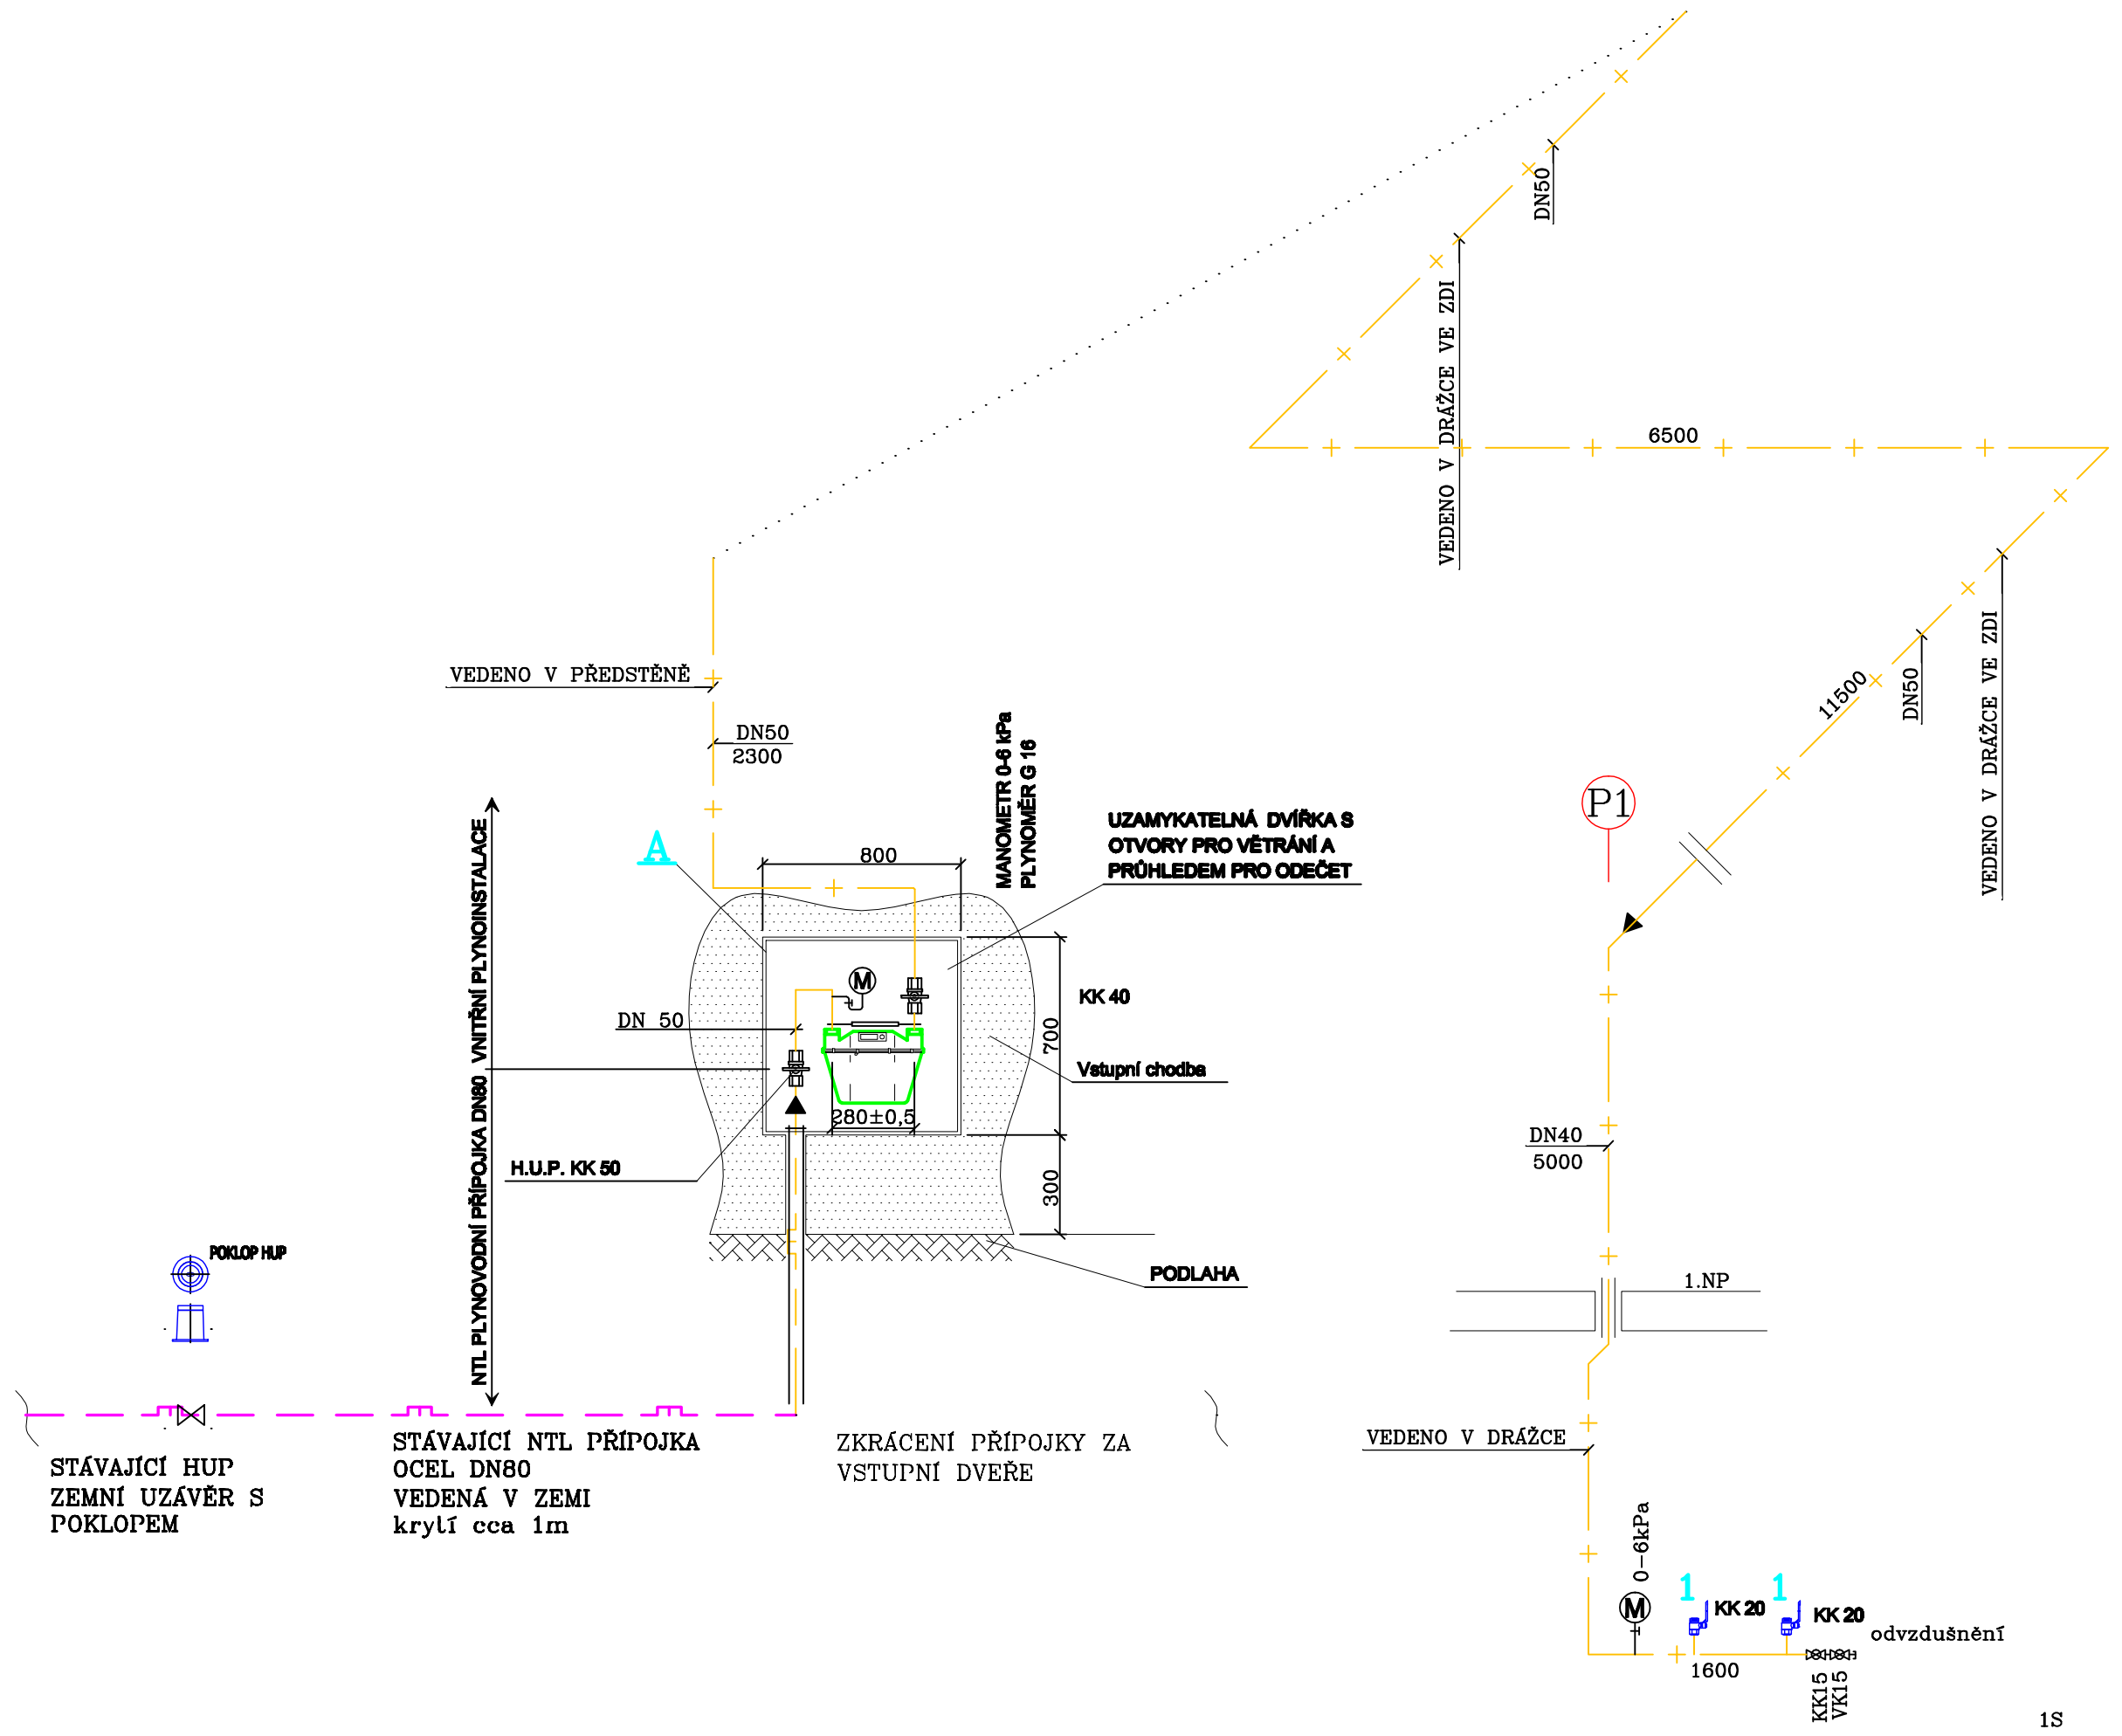 DN50
VEDENO V DRÁŽCE VE ZDI
6500
VEDENO V PŘEDSTĚNĚ
DN50
2300
11500
DN50
VEDENO V DRÁŽCE VE ZDI
MANOMETR 0-6 kPa
PLYNOMĚR G 16
P1
A
800
UZAMYKATELNÁ DVÍŘKA S
OTVORY PRO VĚTRÁNÍ A
PRŮHLEDEM PRO ODEČET
NTL PLYNOVODNÍ PŘÍPOJKA DN80 VNITŘNÍ PLYNOINSTALACE
M
KK 40
DN 50
700
Vstupní chodba
280±0,5
H.U.P. KK 50
300
DN40
5000
POKLOP HUP
PODLAHA
1.NP
STÁVAJÍCÍ HUP
ZEMNÍ UZÁVĚR S
POKLOPEM
STÁVAJÍCÍ NTL PŘÍPOJKA
OCEL DN80
VEDENÁ V ZEMI
krytí cca 1m
ZKRÁCENÍ PŘÍPOJKY ZA
VSTUPNÍ DVEŘE
VEDENO V DRÁŽCE
0-6kPa
M
1
KK 20
1
KK 20
odvzdušnění
1600
KK15
VK15
1S